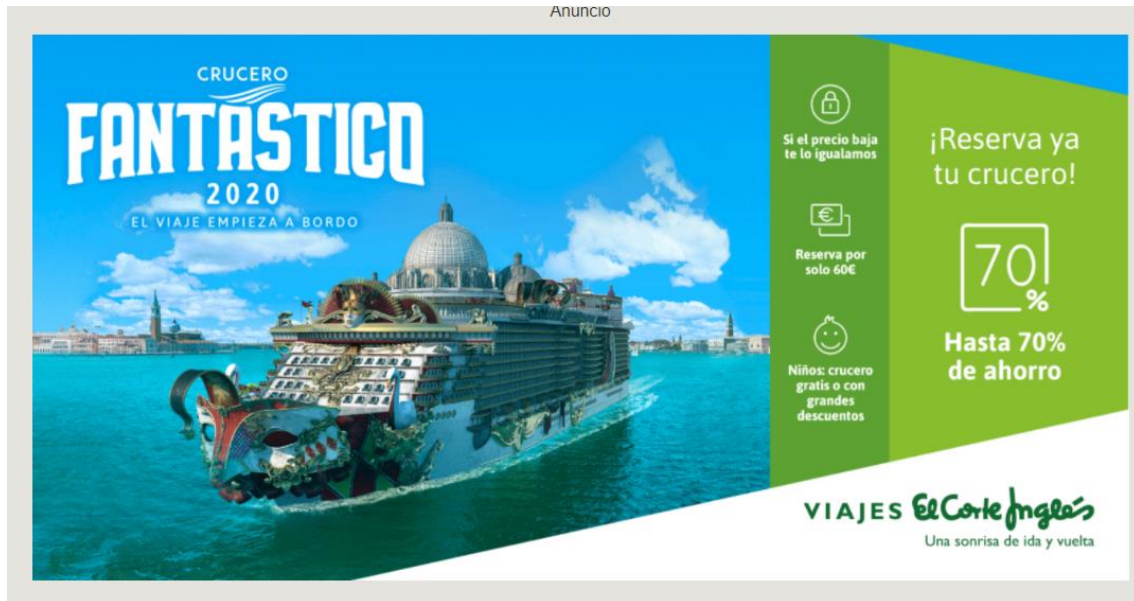 Anuncio
CRUCERO
FANTÁSTICO
2020
EL VIAJE EMPIEZA A BORDO
Si el precio baja
te lo igualamos
Reserva por
solo 60€
Niños: crucero
gratis o con
grandes
descuentos
¡Reserva ya
tu crucero!
70
%
Hasta 70%
de ahorro
VIAJES El Corte Inglés
Una sonrisa de ida y vuelta